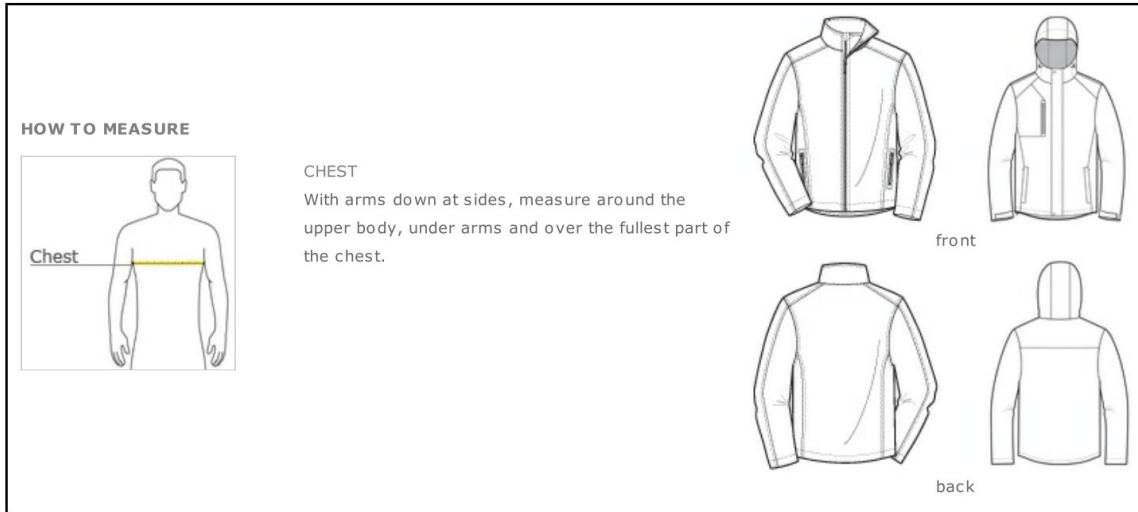 HOW TO MEASURE
Chest
CHEST
With arms down at sides, measure around the
upper body, under arms and over the fullest part of
the chest.
front
back